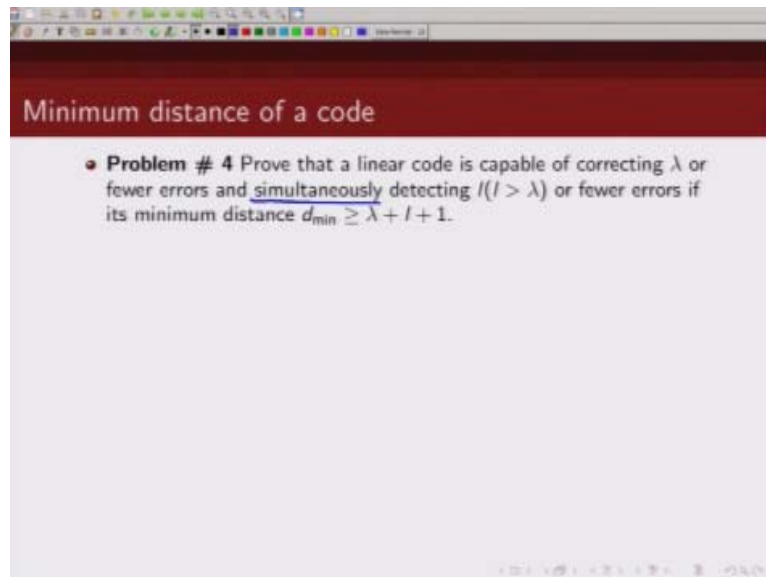 Minimum distance of a code
• Problem # 4 Prove that a linear code is capable of correcting λ or
fewer errors and simultaneously detecting l(l > λ) or fewer errors if
its minimum distance d_min ≥ λ + l + 1.